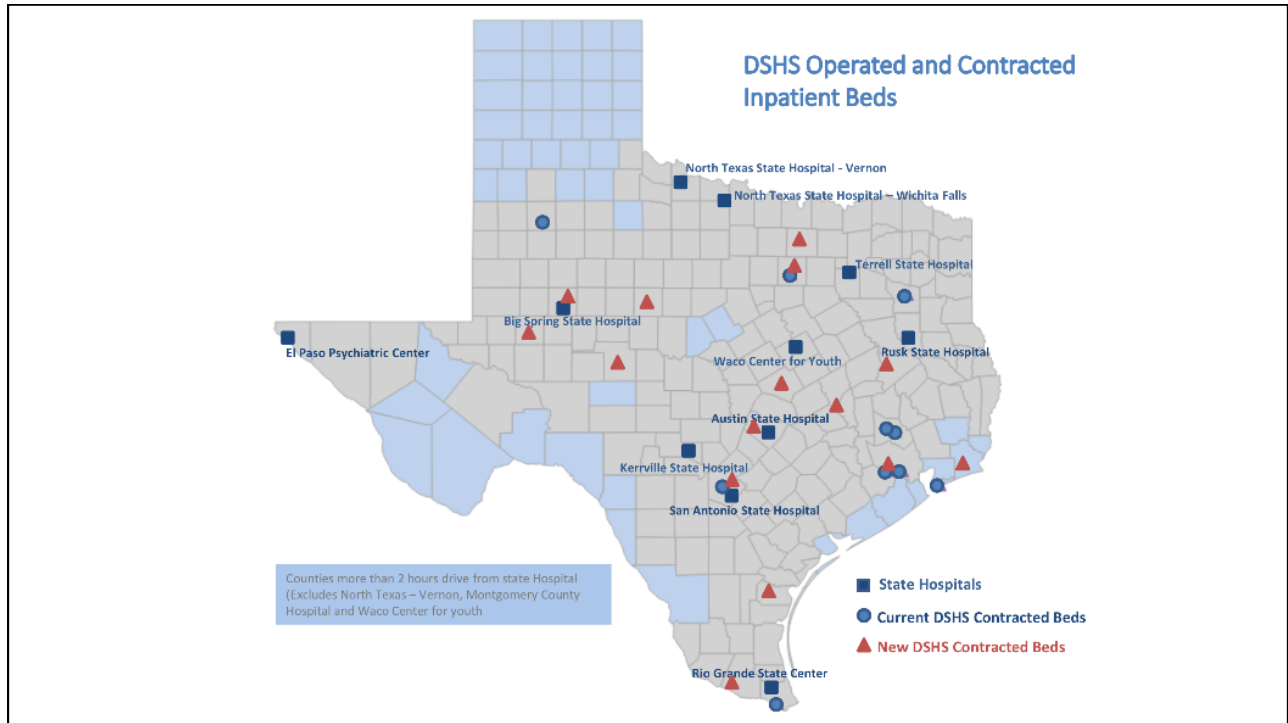 DSHS Operated and Contracted
Inpatient Beds
North Texas State Hospital - Vernon
North Texas State Hospital – Wichita Falls
Terrell State Hospital
Big Spring State Hospital
El Paso Psychiatric Center
Waco Center for Youth
Rusk State Hospital
Austin State Hospital
Kerrville State Hospital
San Antonio State Hospital
Counties more than 2 hours drive from state Hospital
(Excludes North Texas – Vernon, Montgomery County
Hospital and Waco Center for youth
State Hospitals
Current DSHS Contracted Beds
New DSHS Contracted Beds
Rio Grande State Center